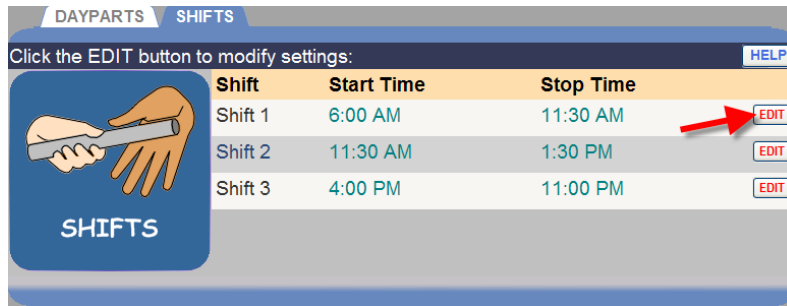 DAYPARTS SHIFTS
Click the EDIT button to modify settings: HELP
Shift Start Time Stop Time
Shift 1 6:00 AM 11:30 AM EDIT
Shift 2 11:30 AM 1:30 PM EDIT
Shift 3 4:00 PM 11:00 PM EDIT
SHIFTS